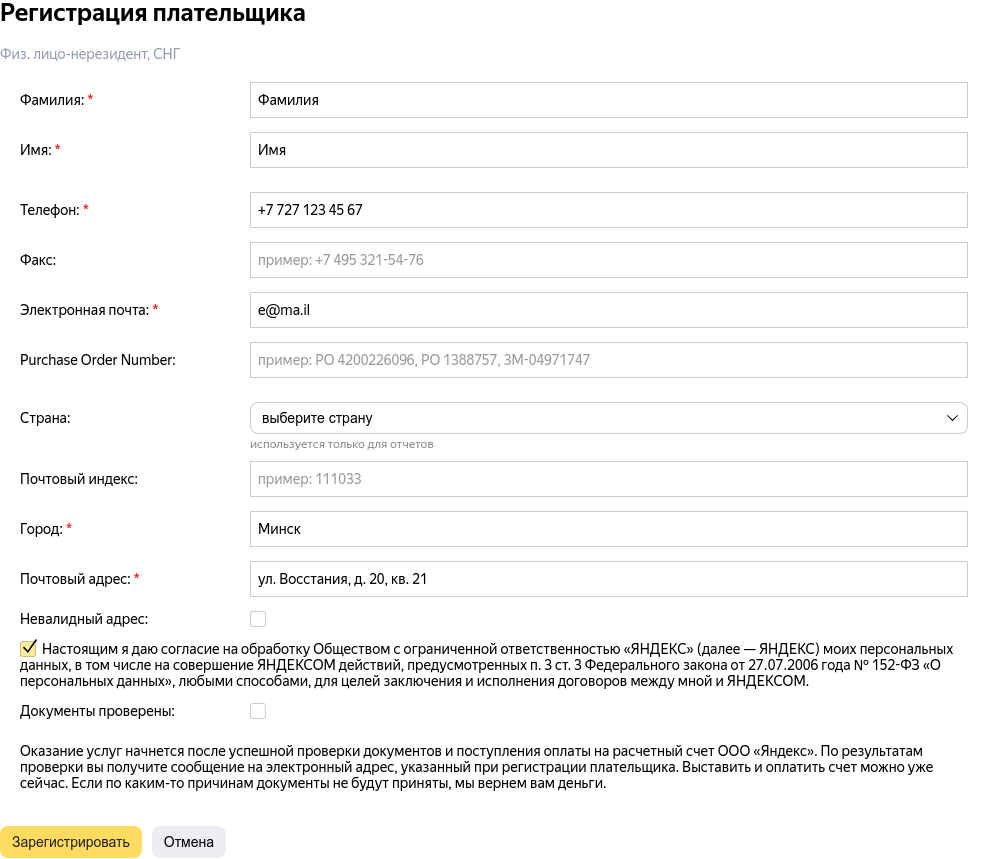 Регистрация плательщика
Физ. лицо-нерезидент, СНГ
Фамилия: * Фамилия
Имя: * Имя
Телефон: * +7 727 123 45 67
Факс: пример: +7 495 321-54-76
Электронная почта: * e@ma.il
Purchase Order Number: пример: PO 4200226096, PO 1388757, ЗМ-04971747
Страна: выберите страну
используется только для отчетов
Почтовый индекс: пример: 111033
Город: * Минск
Почтовый адрес: * ул. Восстания, д. 20, кв. 21
Невалидный адрес:
Настоящим я даю согласие на обработку Обществом с ограниченной ответственностью «ЯНДЕКС» (далее — ЯНДЕКС) моих персональных
данных, в том числе на совершение ЯНДЕКСОМ действий, предусмотренных п. 3 ст. 3 Федерального закона от 27.07.2006 года № 152-ФЗ «О
персональных данных», любыми способами, для целей заключения и исполнения договоров между мной и ЯНДЕКСОМ.
Документы проверены:
Оказание услуг начнется после успешной проверки документов и поступления оплаты на расчетный счет ООО «Яндекс». По результатам
проверки вы получите сообщение на электронный адрес, указанный при регистрации плательщика. Выставить и оплатить счет можно уже
сейчас. Если по каким-то причинам документы не будут приняты, мы вернем вам деньги.
Зарегистрировать Отмена